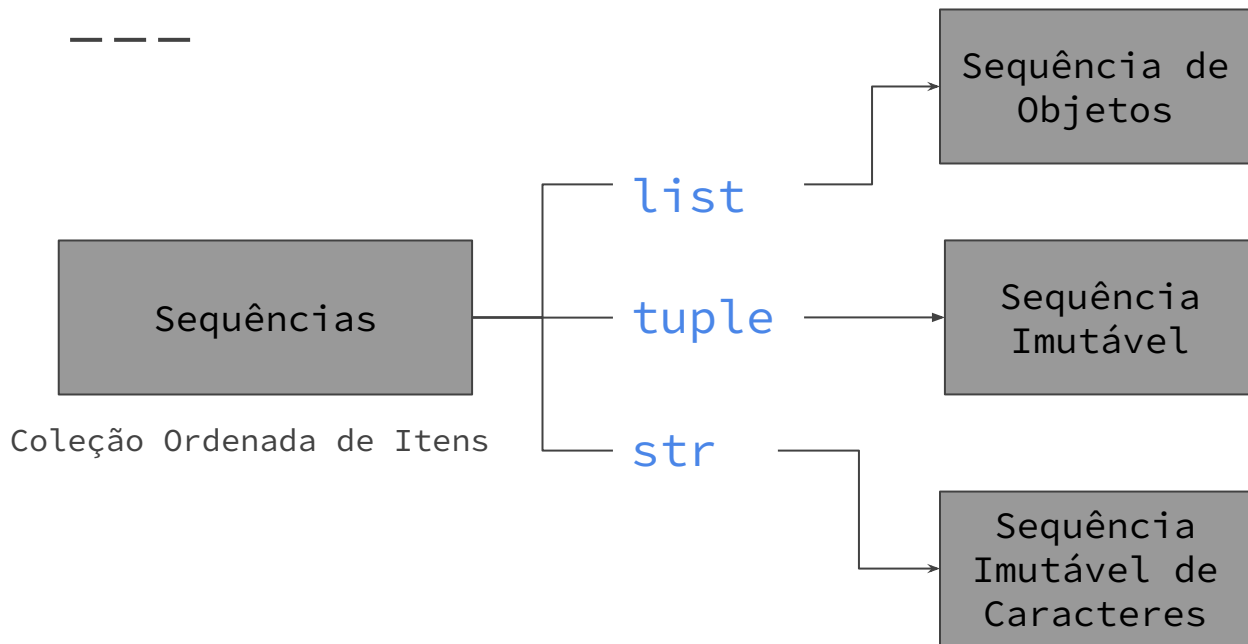 Sequências
Coleção Ordenada de Itens
list
tuple
str
Sequência de
Objetos
Sequência
Imutável
Sequência
Imutável de
Caracteres